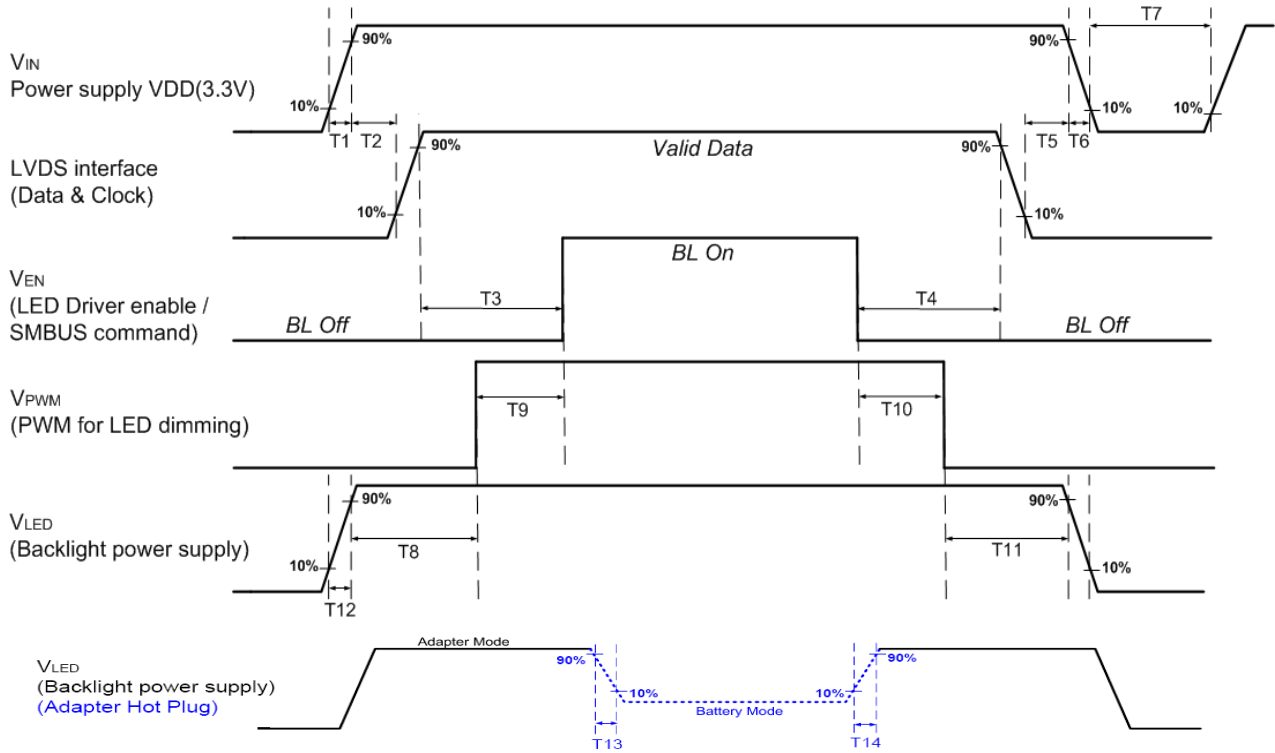 T7
90%
90%
VIN
Power supply VDD(3.3V)
10%
10%
10%
T1
T2
T5
T6
90%
Valid Data
90%
LVDS interface
(Data & Clock)
10%
10%
VEN
(LED Driver enable /
SMBUS command)
BL On
T3
T4
BL Off
BL Off
VPWM
(PWM for LED dimming)
T9
T10
90%
90%
VLED
(Backlight power supply)
T8
T11
10%
10%
T12
Adapter Mode
90%
90%
VLED
(Backlight power supply)
(Adapter Hot Plug)
10%
10%
Battery Mode
T13
T14